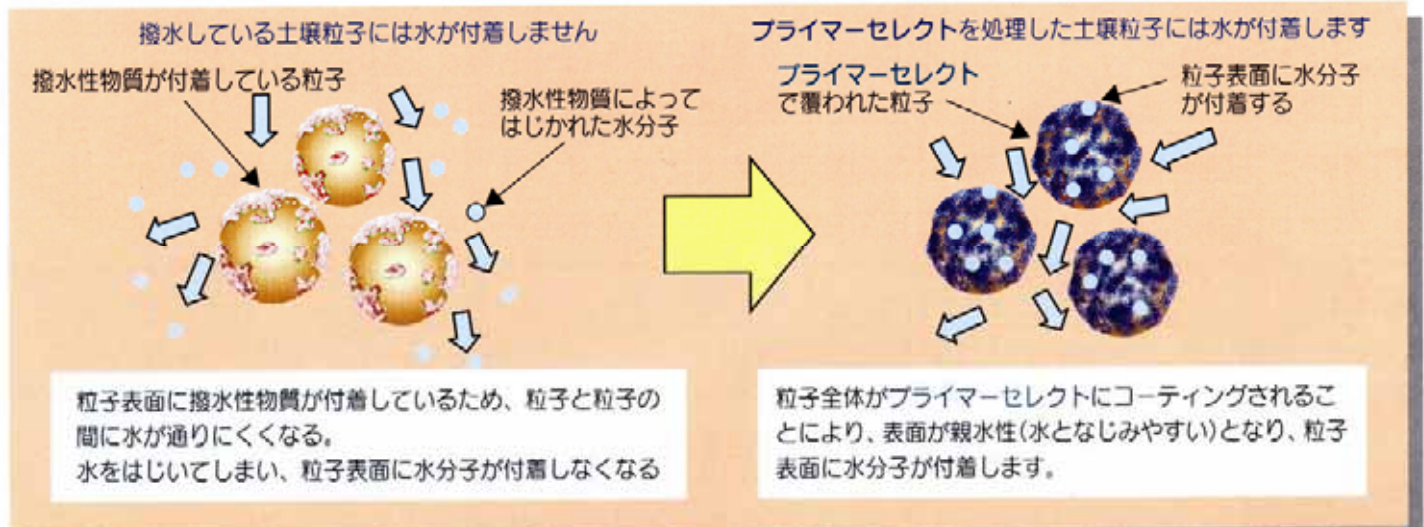 撥水している土壌粒子には水が付着しません
撥水性物質が付着している粒子
撥水性物質によって
はじかれた水分子
粒子表面に撥水性物質が付着しているため、粒子と粒子の
間に水が通りにくくなる。
水をはじいてしまい、粒子表面に水分子が付着しなくなる
プライマーセレクトを処理した土壌粒子には水が付着します
プライマーセレクト
で覆われた粒子
粒子表面に水分子
が付着する
粒子全体がプライマーセレクトにコーティングされるこ
とにより、表面が親水性(水となじみやすい)となり、粒子
表面に水分子が付着します。